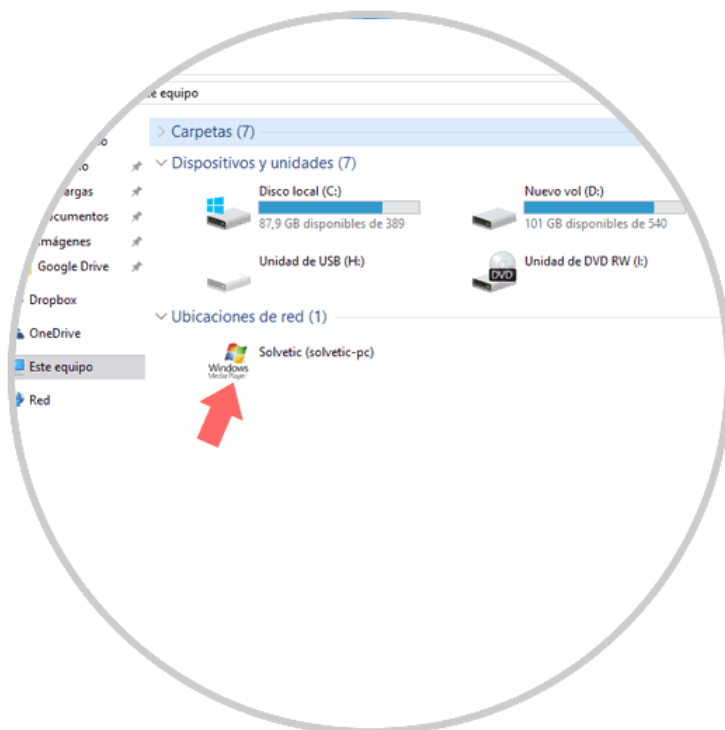 te equipo
Carpetas (7)
Dispositivos y unidades (7)
Disco local (C:)
87,9 GB disponibles de 389
Nuevo vol (D:)
101 GB disponibles de 540
Unidad de USB (H:)
Unidad de DVD RW (I:)
DVD
Ubicaciones de red (1)
Solvetic (solvetic-pc)
Windows
Media Player
o
io
argas
ocumentos
mágenes
Google Drive
Dropbox
OneDrive
Este equipo
Red